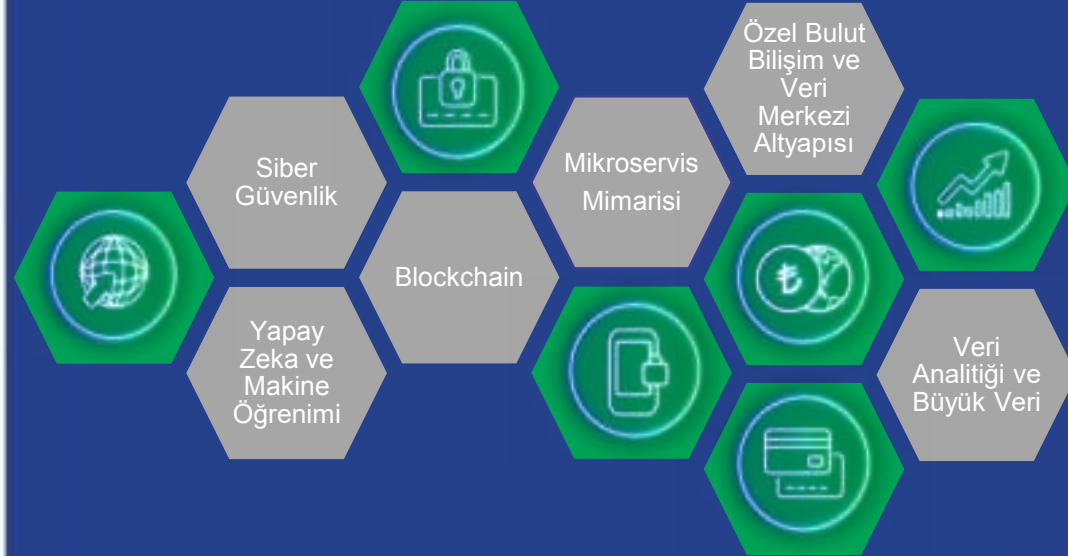 Siber
Güvenlik
Yapay
Zeka ve
Makine
Öğrenimi
Blockchain
Mikroservis
Mimarisi
Özel Bulut
Bilişim ve
Veri
Merkezi
Altyapısı
₺
Veri
Analitiği ve
Büyük Veri